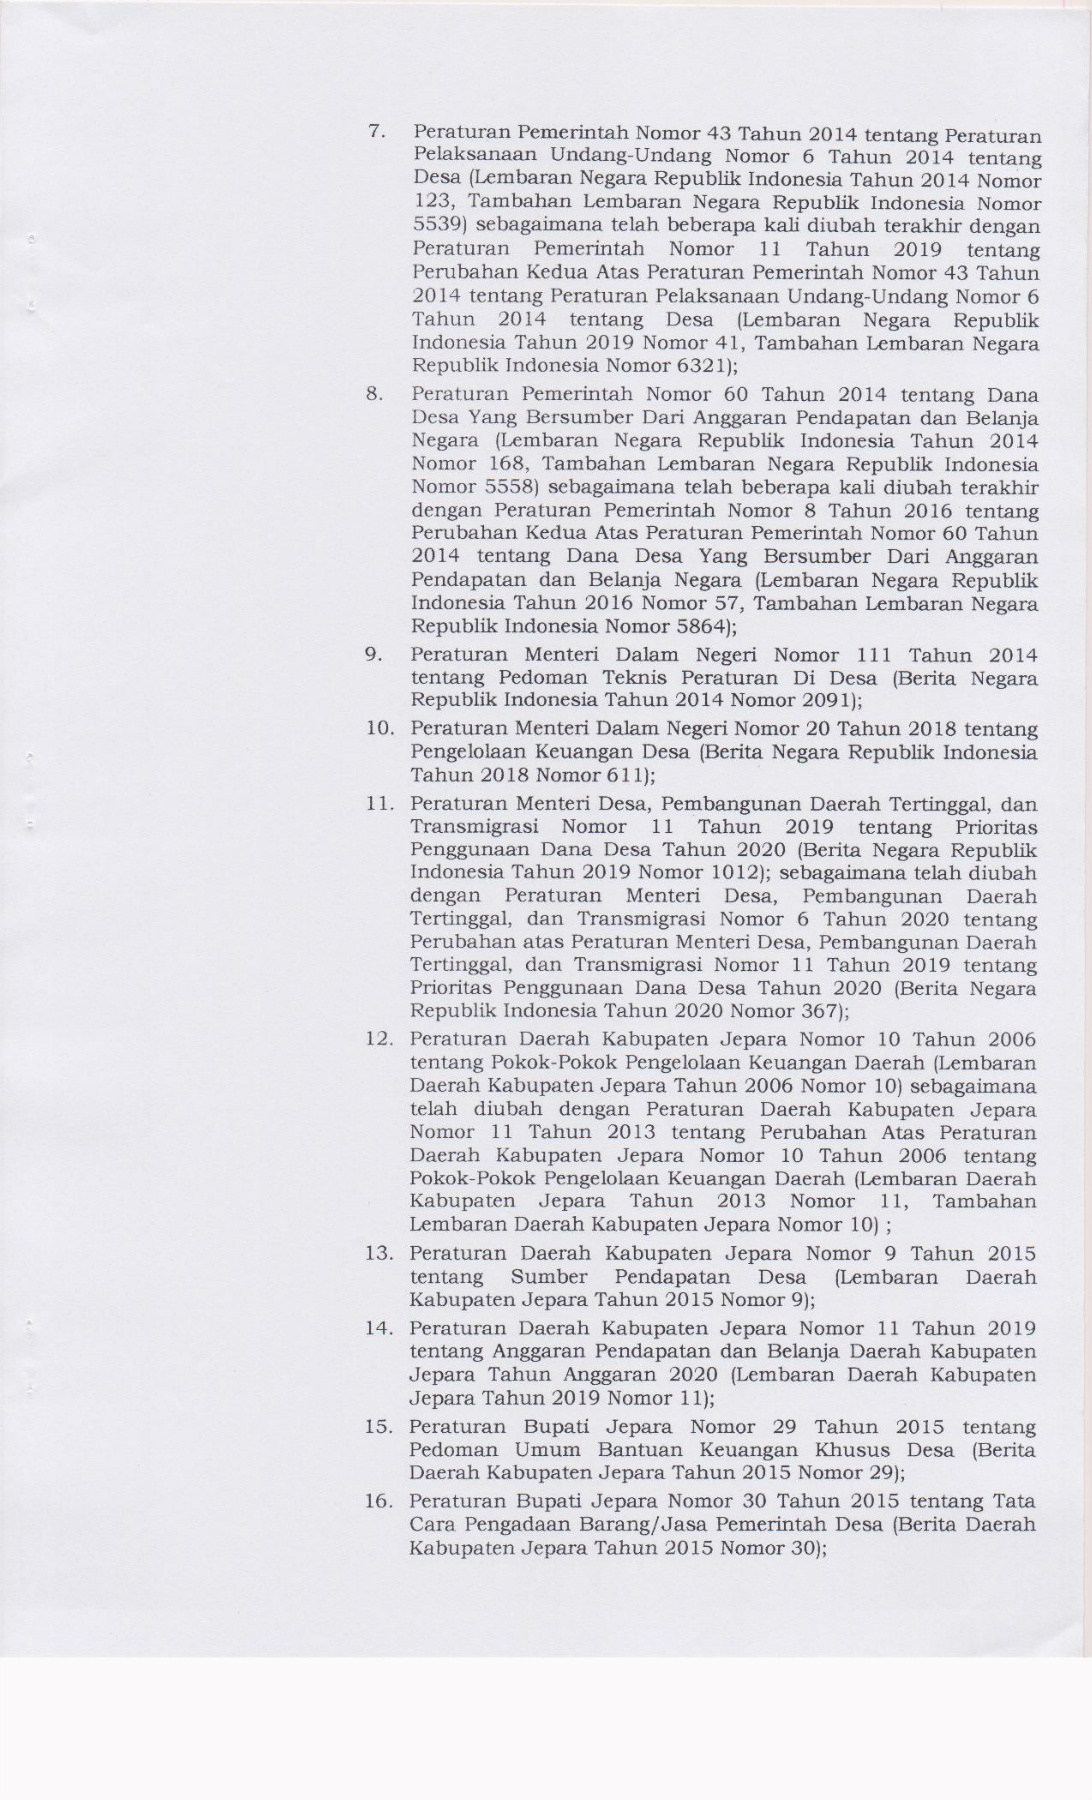 7. Peraturan Pemerintah Nomor 43 Tahun 2014 tentang Peraturan
Pelaksanaan Undang-Undang Nomor 6 Tahun 2014 tentang
Desa (Lembaran Negara Republik Indonesia Tahun 2014 Nomor
123, Tambahan Lembaran Negara Republik Indonesia Nomor
5539) sebagaimana telah beberapa kali diubah terakhir dengan
Peraturan Pemerintah Nomor 11 Tahun 2019 tentang
Perubahan Kedua Atas Peraturan Pemerintah Nomor 43 Tahun
2014 tentang Peraturan Pelaksanaan Undang-Undang Nomor 6
Tahun 2014 tentang Desa (Lembaran Negara Republik
Indonesia Tahun 2019 Nomor 41, Tambahan Lembaran Negara
Republik Indonesia Nomor 6321);
8. Peraturan Pemerintah Nomor 60 Tahun 2014 tentang Dana
Desa Yang Bersumber Dari Anggaran Pendapatan dan Belanja
Negara (Lembaran Negara Republik Indonesia Tahun 2014
Nomor 168, Tambahan Lembaran Negara Republik Indonesia
Nomor 5558) sebagaimana telah beberapa kali diubah terakhir
dengan Peraturan Pemerintah Nomor 8 Tahun 2016 tentang
Perubahan Kedua Atas Peraturan Pemerintah Nomor 60 Tahun
2014 tentang Dana Desa Yang Bersumber Dari Anggaran
Pendapatan dan Belanja Negara (Lembaran Negara Republik
Indonesia Tahun 2016 Nomor 57, Tambahan Lembaran Negara
Republik Indonesia Nomor 5864);
9. Peraturan Menteri Dalam Negeri Nomor 111 Tahun 2014
tentang Pedoman Teknis Peraturan Di Desa (Berita Negara
Republik Indonesia Tahun 2014 Nomor 2091);
10. Peraturan Menteri Dalam Negeri Nomor 20 Tahun 2018 tentang
Pengelolaan Keuangan Desa (Berita Negara Republik Indonesia
Tahun 2018 Nomor 611);
11. Peraturan Menteri Desa, Pembangunan Daerah Tertinggal, dan
Transmigrasi Nomor 11 Tahun 2019 tentang Prioritas
Penggunaan Dana Desa Tahun 2020 (Berita Negara Republik
Indonesia Tahun 2019 Nomor 1012); sebagaimana telah diubah
dengan Peraturan Menteri Desa, Pembangunan Daerah
Tertinggal, dan Transmigrasi Nomor 6 Tahun 2020 tentang
Perubahan atas Peraturan Menteri Desa, Pembangunan Daerah
Tertinggal, dan Transmigrasi Nomor 11 Tahun 2019 tentang
Prioritas Penggunaan Dana Desa Tahun 2020 (Berita Negara
Republik Indonesia Tahun 2020 Nomor 367);
12. Peraturan Daerah Kabupaten Jepara Nomor 10 Tahun 2006
tentang Pokok-Pokok Pengelolaan Keuangan Daerah (Lembaran
Daerah Kabupaten Jepara Tahun 2006 Nomor 10) sebagaimana
telah diubah dengan Peraturan Daerah Kabupaten Jepara
Nomor 11 Tahun 2013 tentang Perubahan Atas Peraturan
Daerah Kabupaten Jepara Nomor 10 Tahun 2006 tentang
Pokok-Pokok Pengelolaan Keuangan Daerah (Lembaran Daerah
Kabupaten Jepara Tahun 2013 Nomor 11, Tambahan
Lembaran Daerah Kabupaten Jepara Nomor 10) ;
13. Peraturan Daerah Kabupaten Jepara Nomor 9 Tahun 2015
tentang Sumber Pendapatan Desa (Lembaran Daerah
Kabupaten Jepara Tahun 2015 Nomor 9);
14. Peraturan Daerah Kabupaten Jepara Nomor 11 Tahun 2019
tentang Anggaran Pendapatan dan Belanja Daerah Kabupaten
Jepara Tahun Anggaran 2020 (Lembaran Daerah Kabupaten
Jepara Tahun 2019 Nomor 11);
15. Peraturan Bupati Jepara Nomor 29 Tahun 2015 tentang
Pedoman Umum Bantuan Keuangan Khusus Desa (Berita
Daerah Kabupaten Jepara Tahun 2015 Nomor 29);
16. Peraturan Bupati Jepara Nomor 30 Tahun 2015 tentang Tata
Cara Pengadaan Barang/Jasa Pemerintah Desa (Berita Daerah
Kabupaten Jepara Tahun 2015 Nomor 30);